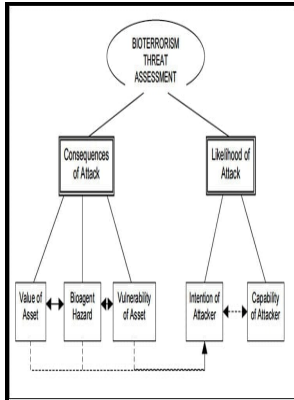 BIOTERRORISM
THREAT
ASSESSMENT
Consequences
of Attack
Likelihood of
Attack
Value of
Asset
Bioagent
Hazard
Vulnerability
of Asset
Intention of
Attacker
Capability
of Attacker